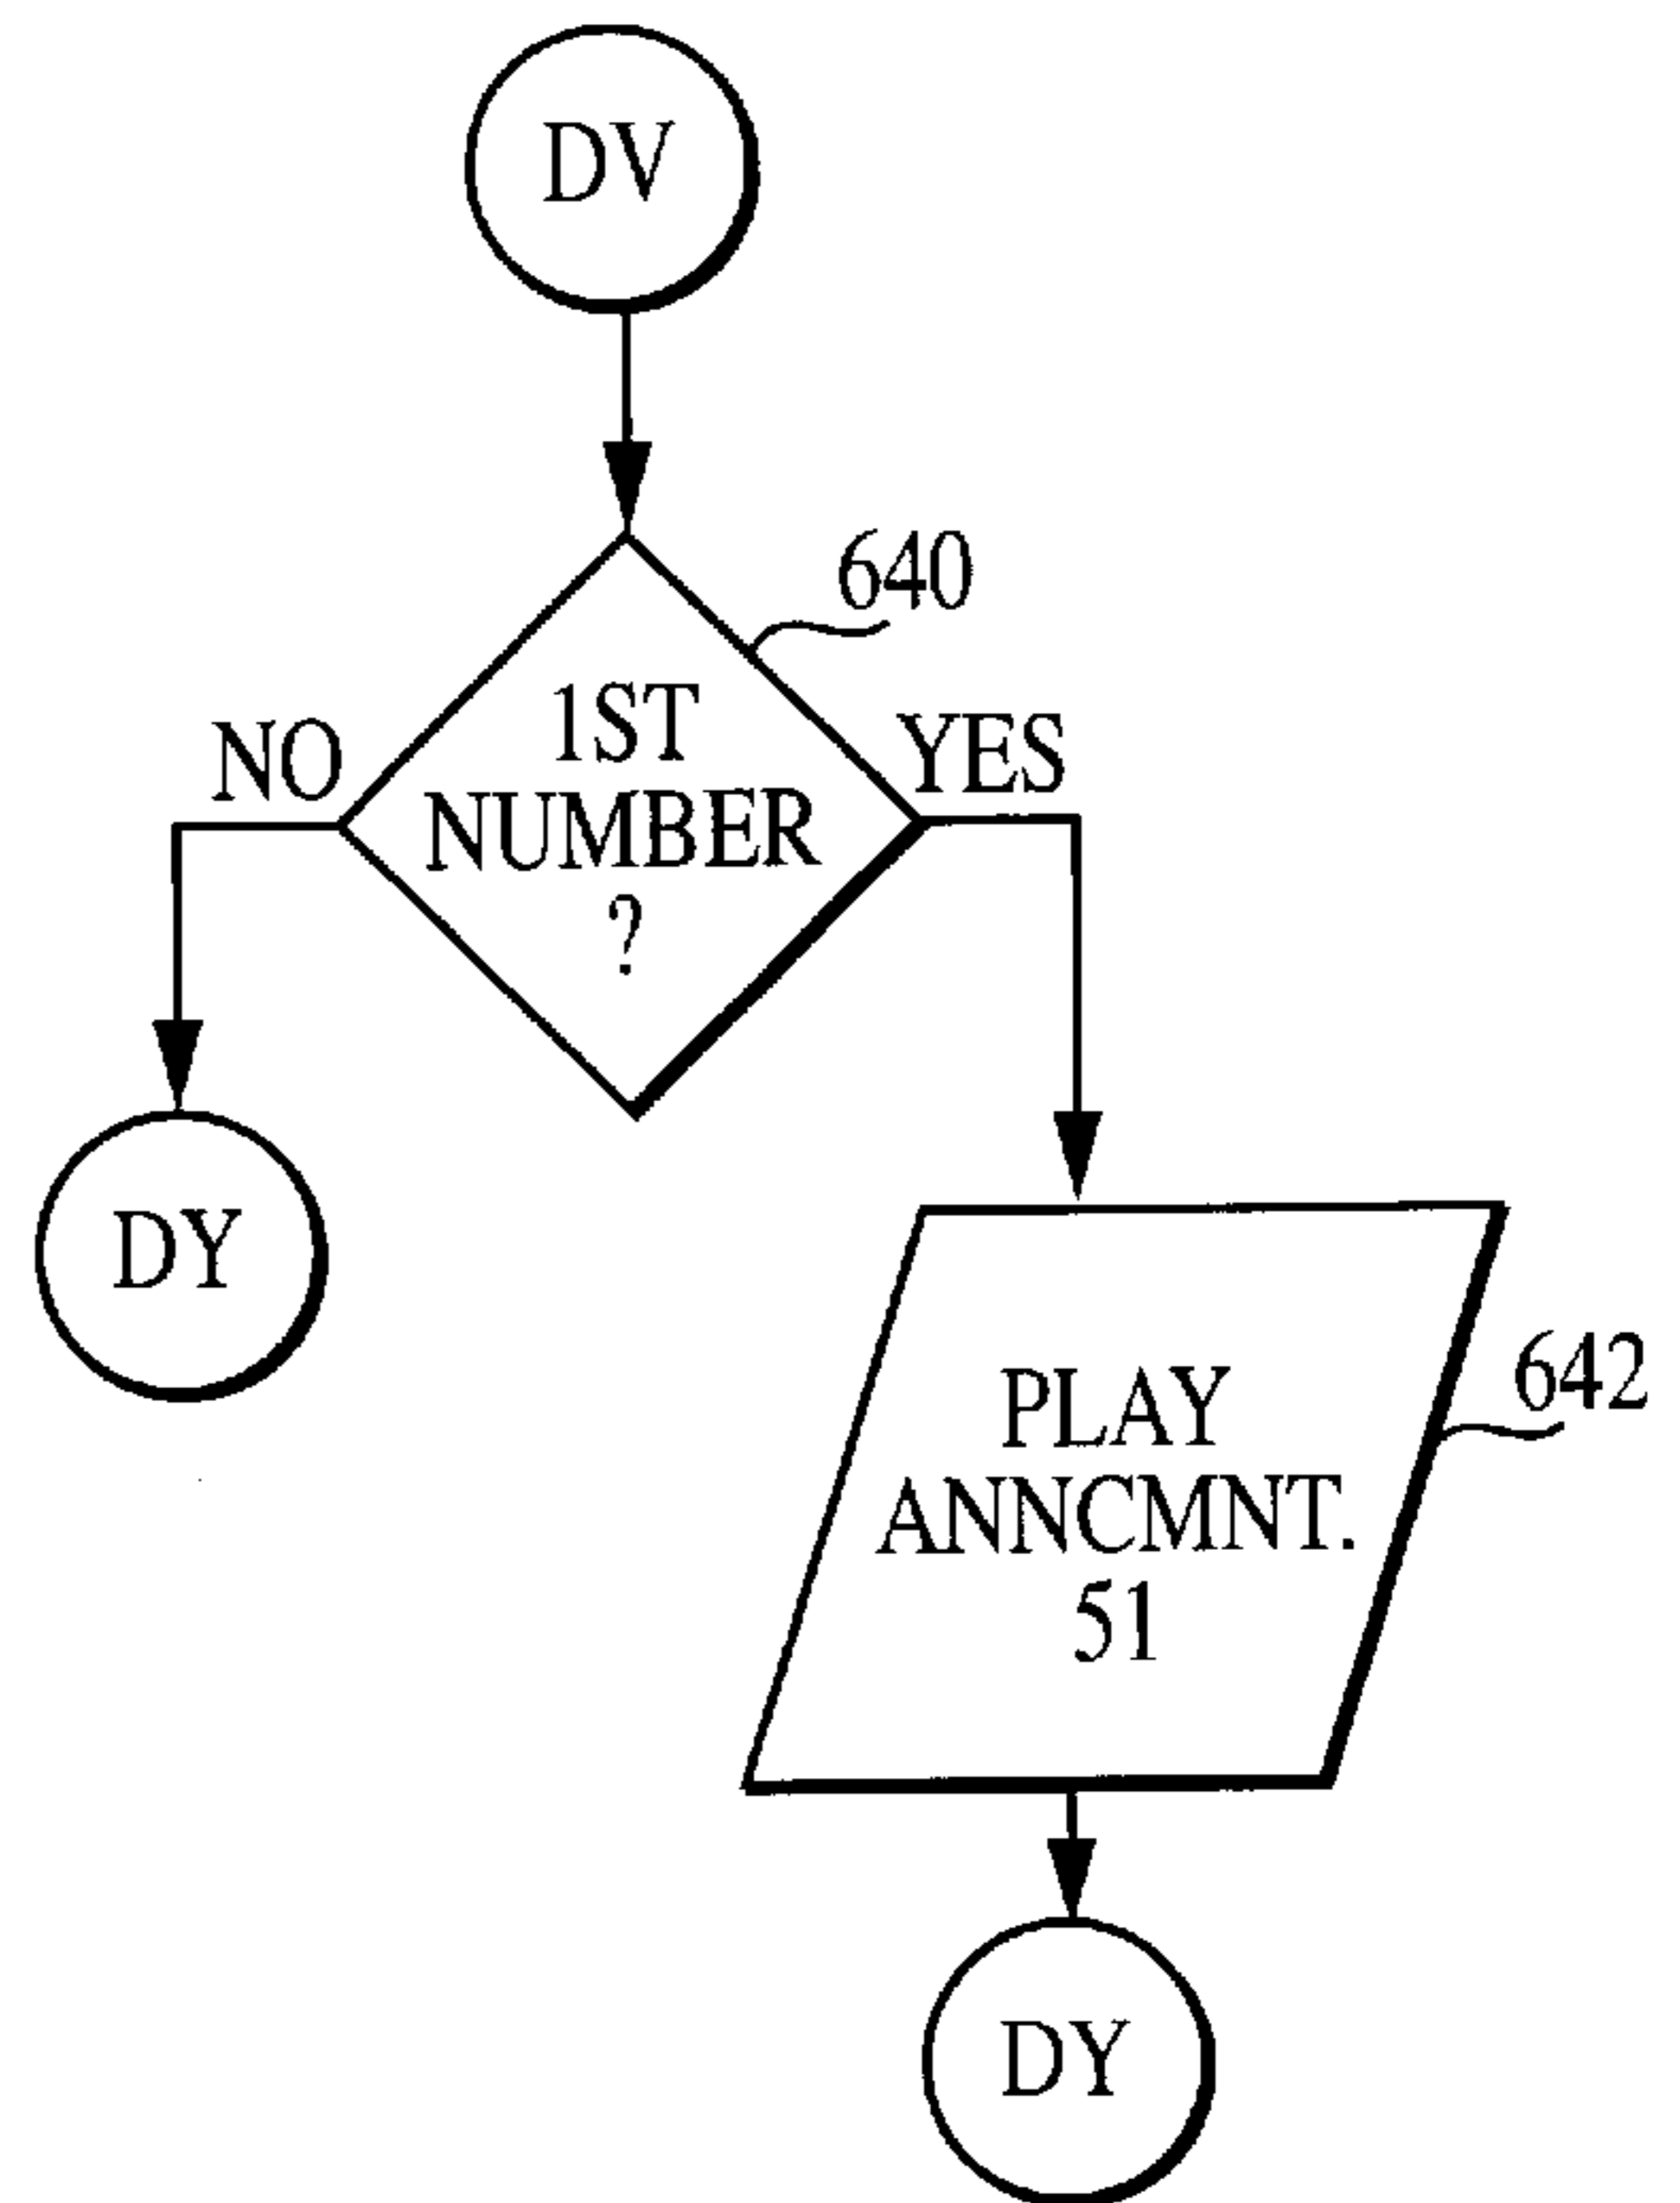 DV
640
1ST
NUMBER
?
NO
YES
DY
PLAY
ANNCMNT.
51
642
DY